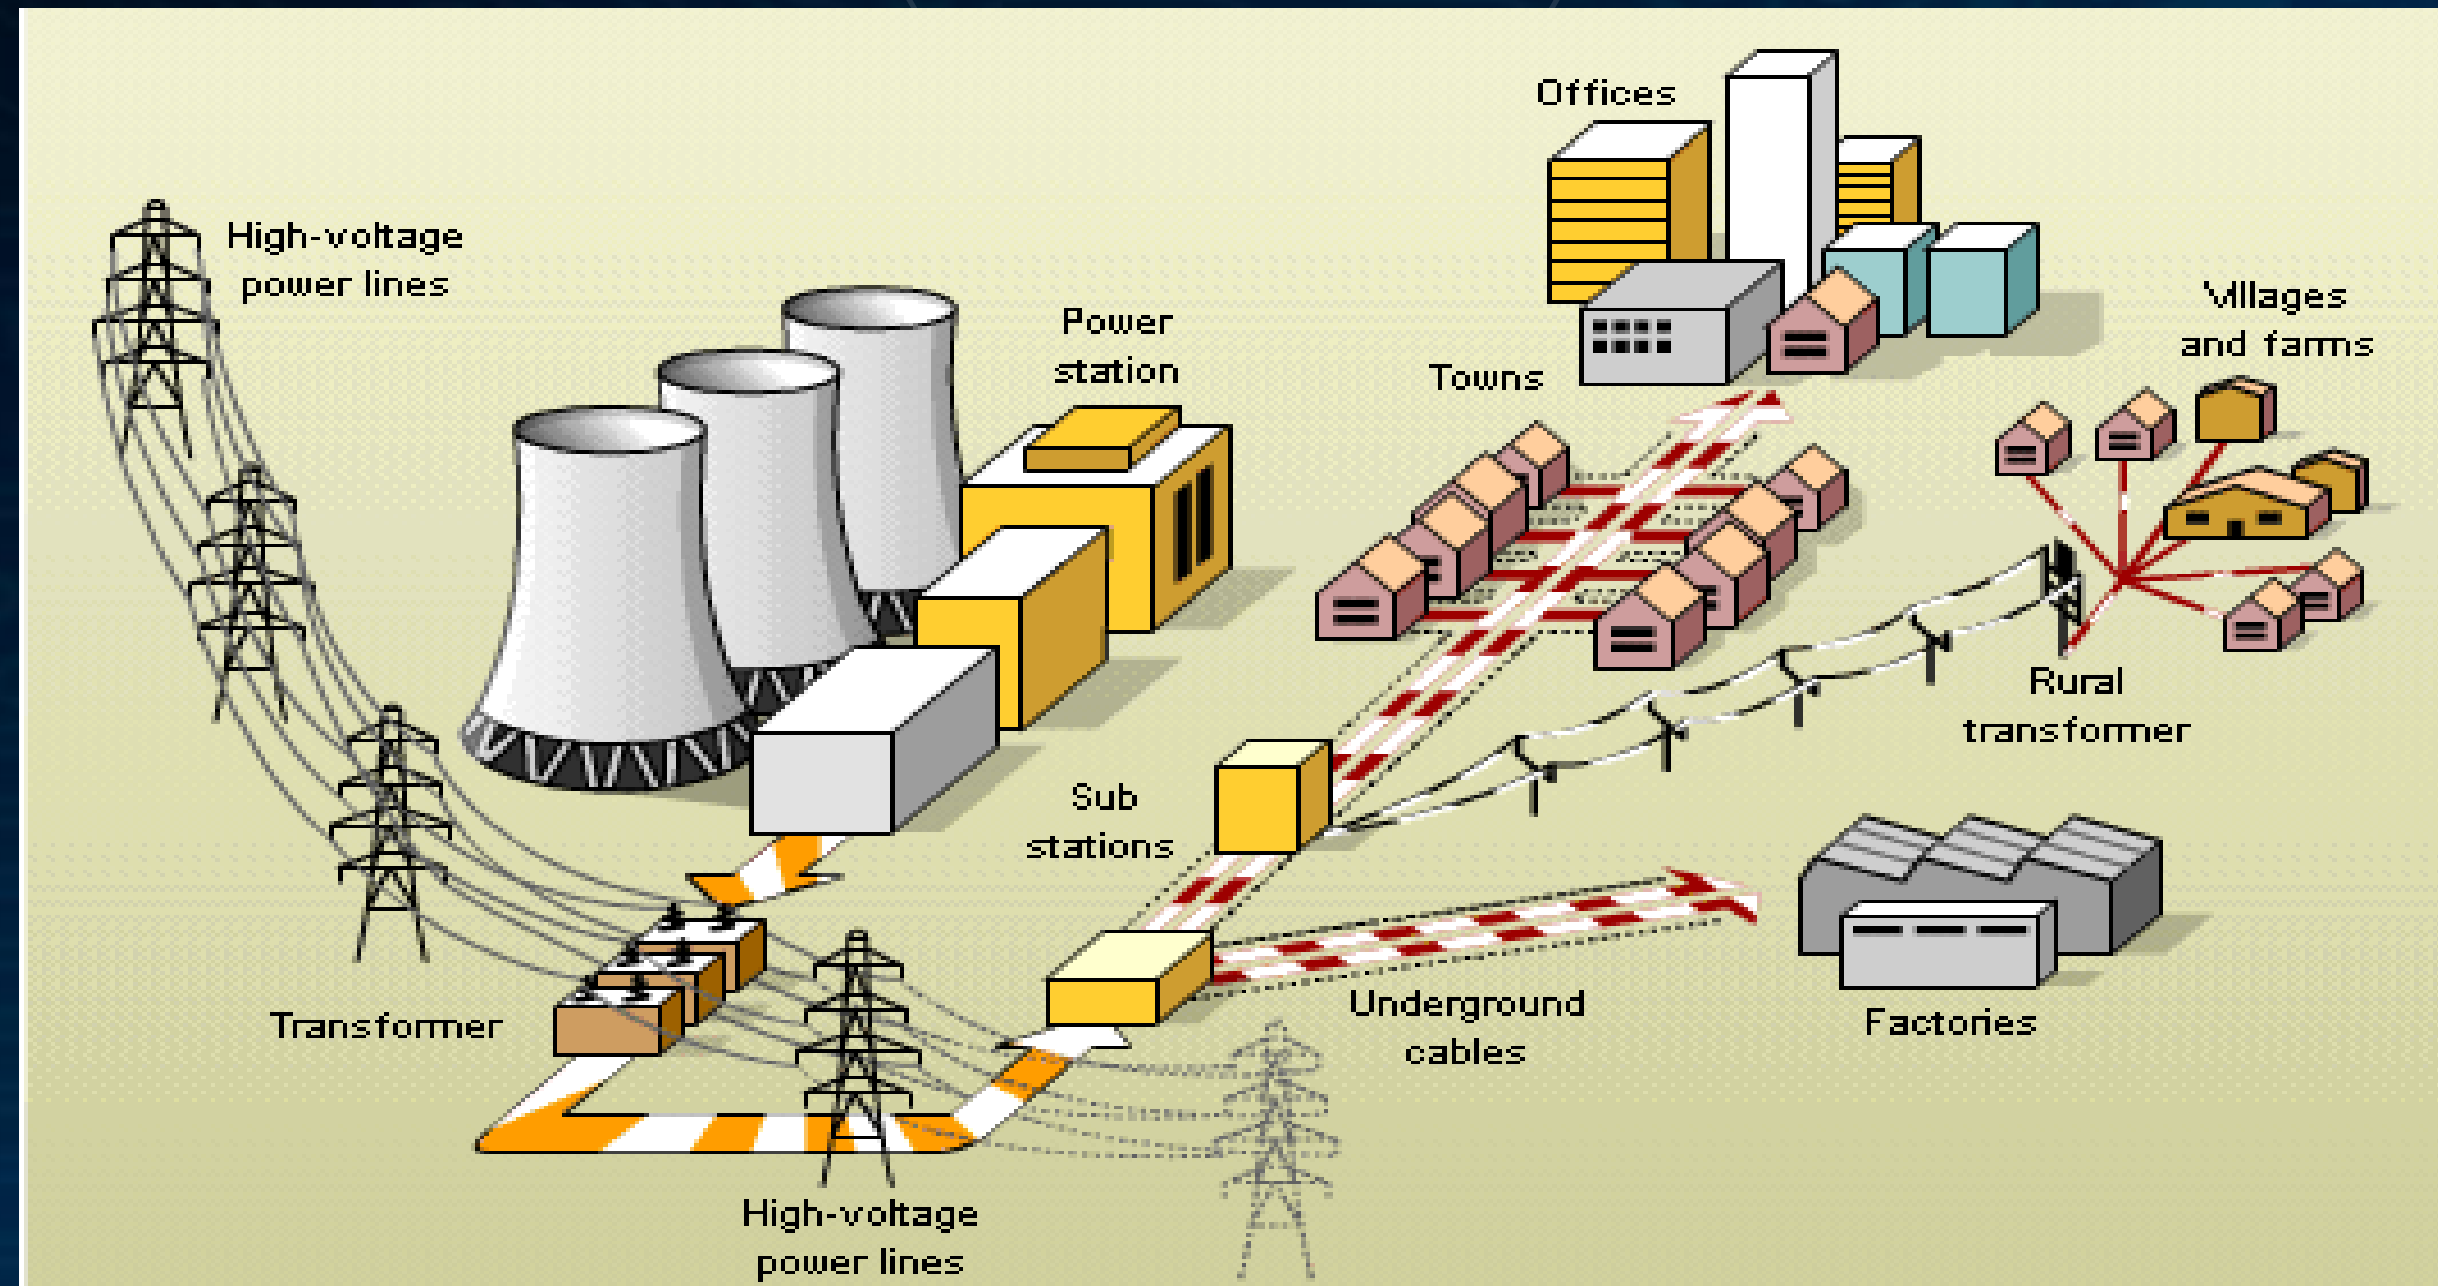 Offices
High-voltage
power lines
Power
station
Villages
and farms
Towns
Rural
transformer
Sub
stations
Transformer
Underground
cables
Factories
High-voltage
power lines